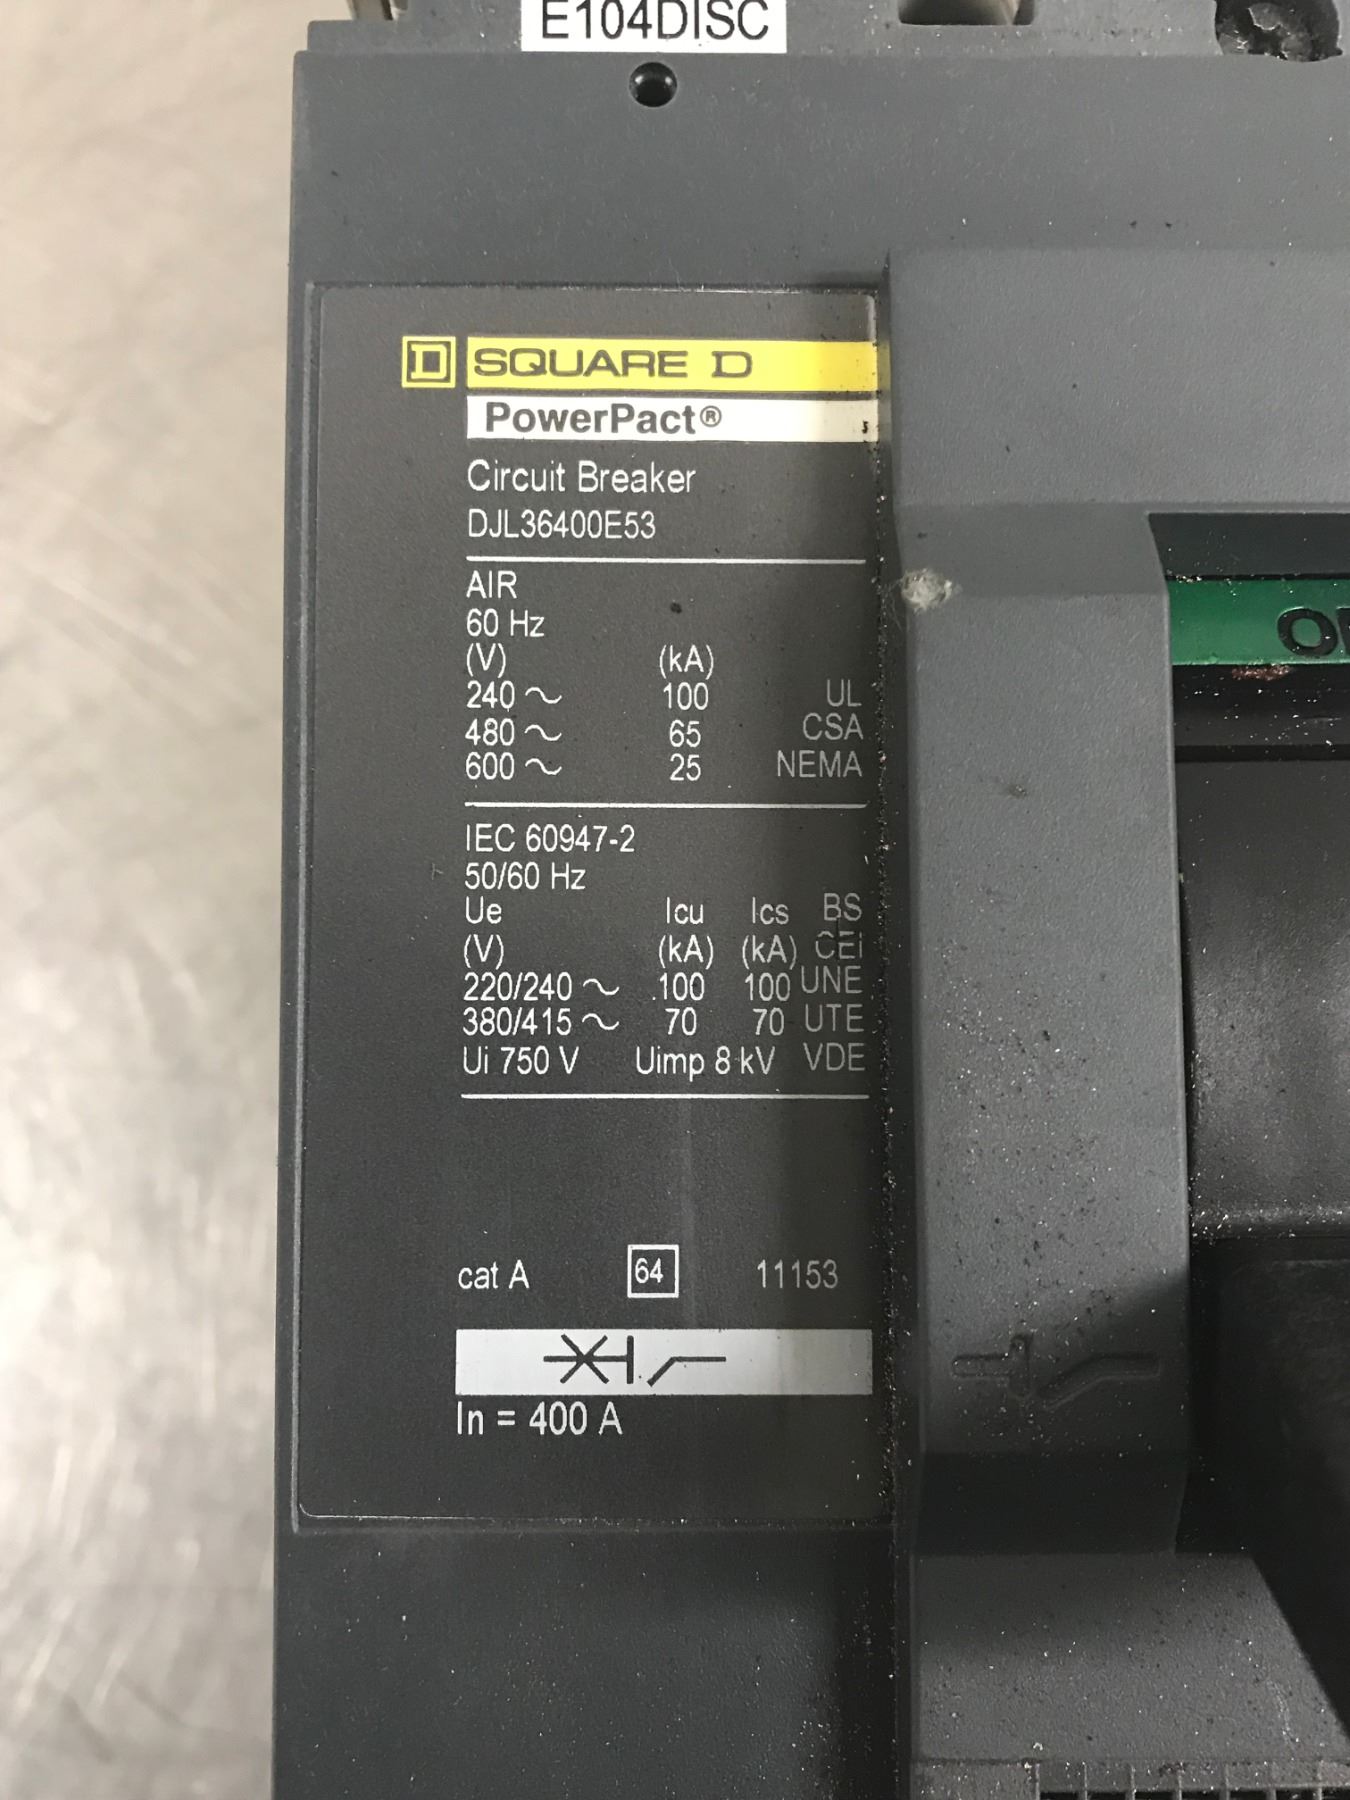 E104DISC
SQUARE D
PowerPact®
Circuit Breaker
DJL36400E53
AIR
60 Hz
(V) (kA)
240 ~ 100 UL
480 ~ 65 CSA
600 ~ 25 NEMA
IEC 60947-2
50/60 Hz
Ue Icu Ics BS
(V) (kA) (kA) CEI
220/240 ~ 100 100 UNE
380/415 ~ 70 70 UTE
Ui 750 V Uimp 8 kV VDE
cat A 64 11153
In = 400 A